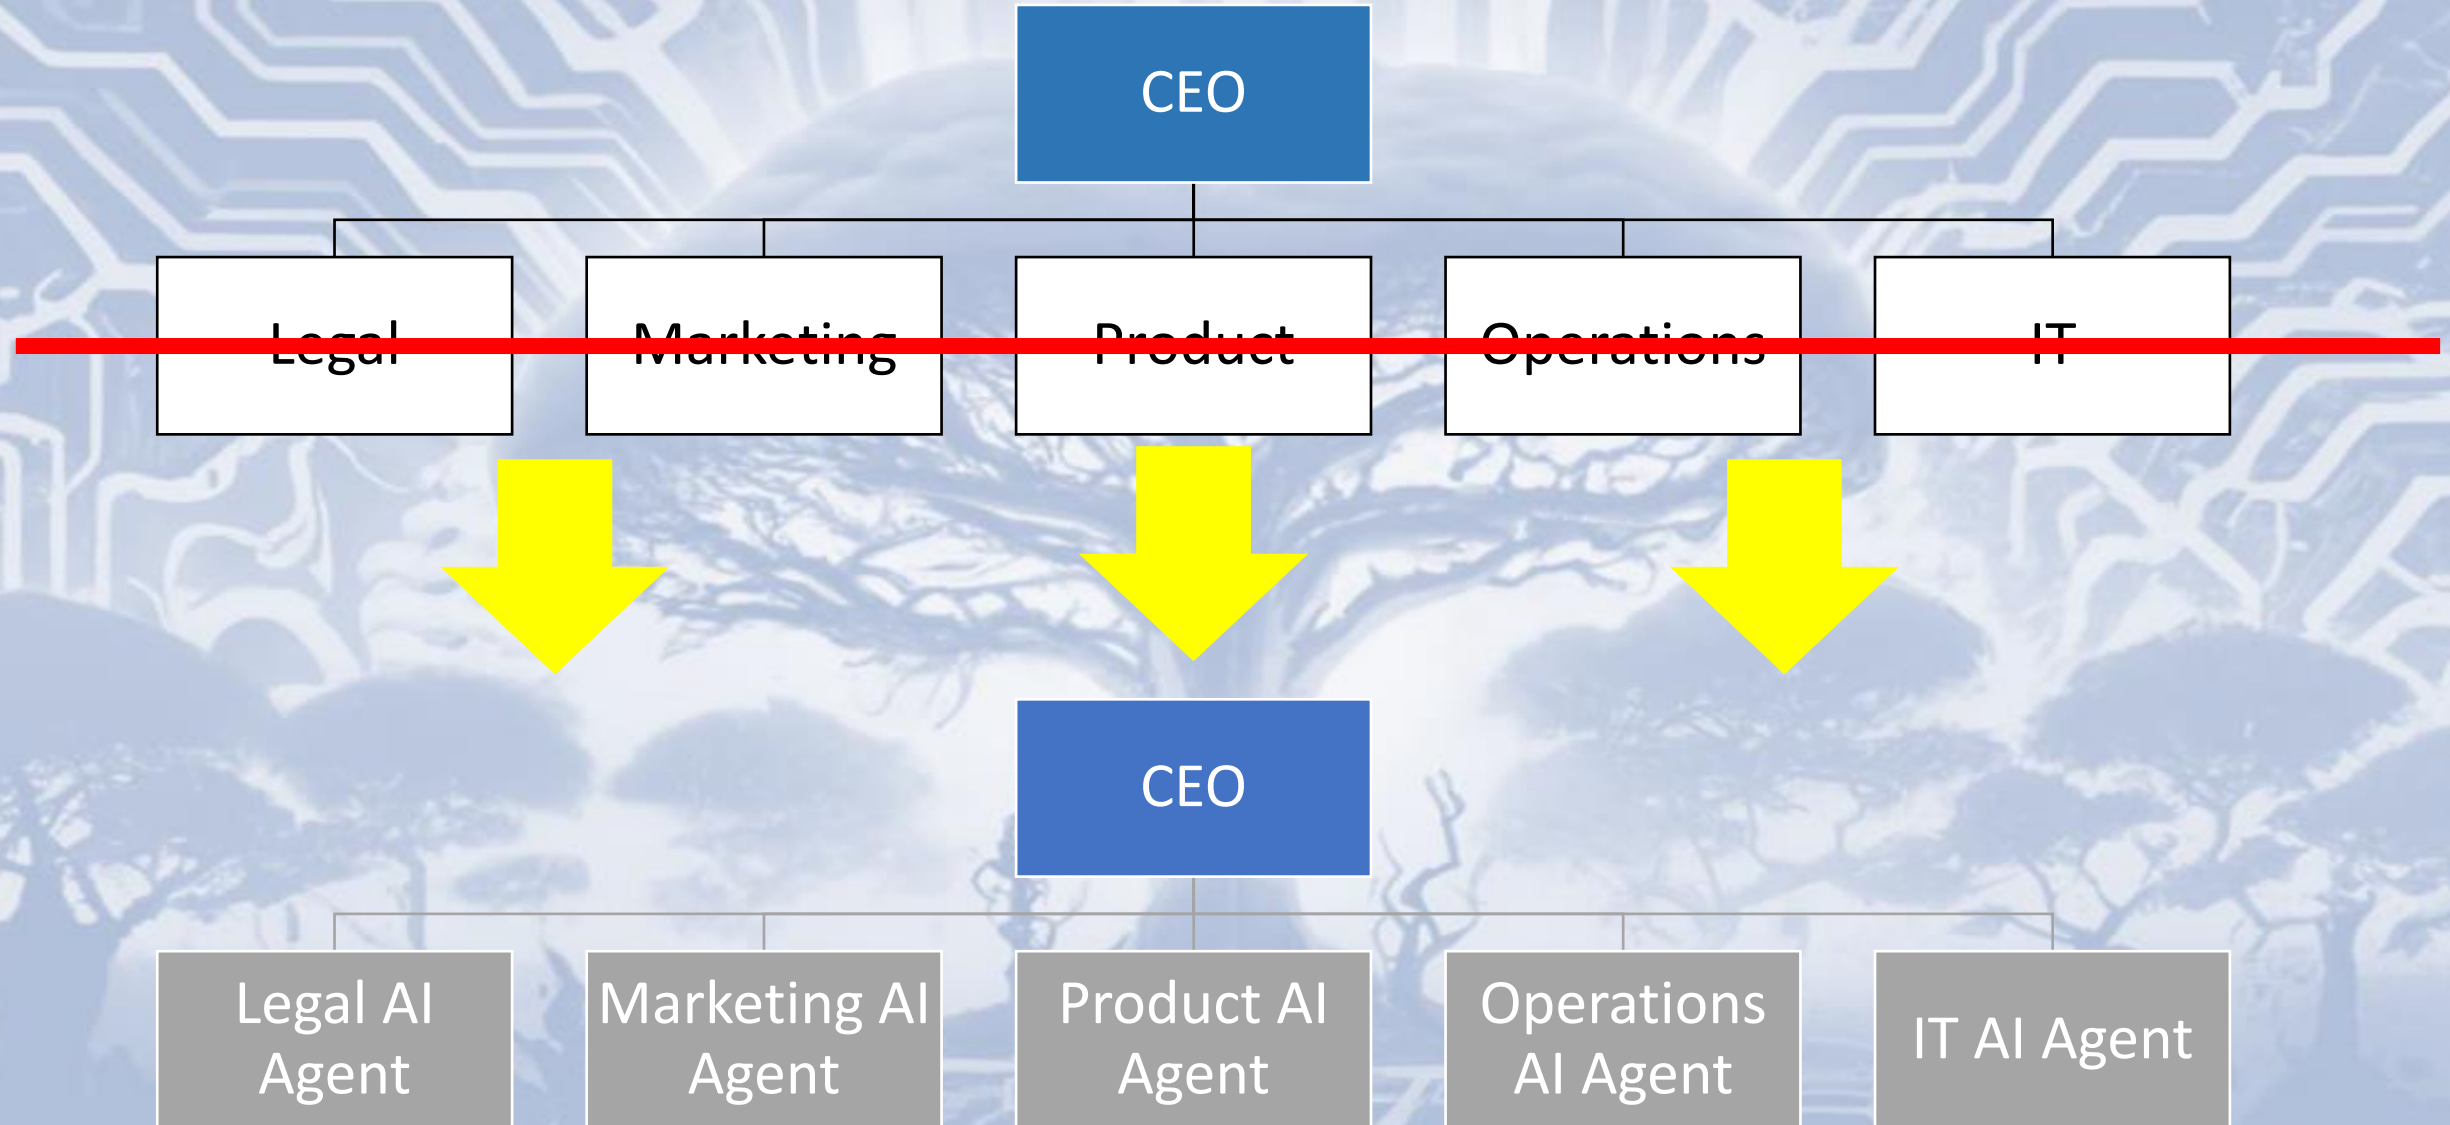 CEO
Legal
Marketing
Product
Operations
IT
CEO
Legal AI
Agent
Marketing AI
Agent
Product AI
Agent
Operations
AI Agent
IT AI Agent